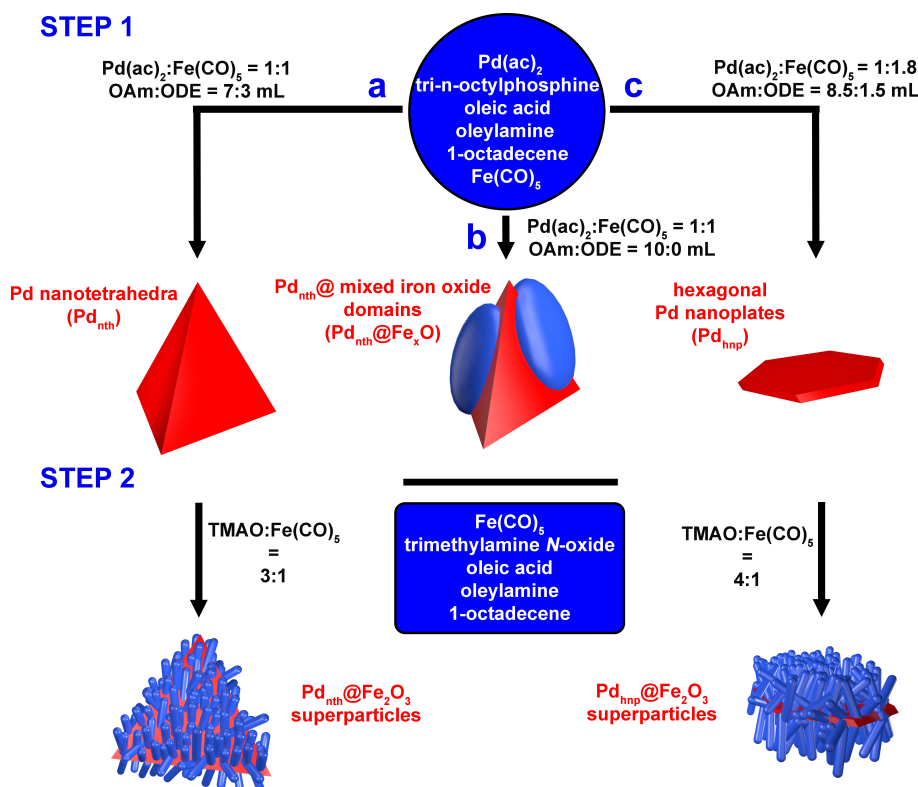 STEP 1
Pd(ac)₂:Fe(CO)₅ = 1:1
OAm:ODE = 7:3 mL
a
Pd(ac)₂
tri-n-octylphosphine
oleic acid
oleylamine
1-octadecene
Fe(CO)₅
c
Pd(ac)₂:Fe(CO)₅ = 1:1.8
OAm:ODE = 8.5:1.5 mL
b
Pd(ac)₂:Fe(CO)₅ = 1:1
OAm:ODE = 10:0 mL
Pd nanotetrahedra
(Pdₙₜₕ)
Pdₙₜₕ@ mixed iron oxide
domains
(Pdₙₜₕ@FeₓO)
hexagonal
Pd nanoplates
(Pdₕₙₚ)
STEP 2
TMAO:Fe(CO)₅
=
3:1
Fe(CO)₅
trimethylamine N-oxide
oleic acid
oleylamine
1-octadecene
TMAO:Fe(CO)₅
=
4:1
Pdₙₜₕ@Fe₂O₃
superparticles
Pdₕₙₚ@Fe₂O₃
superparticles